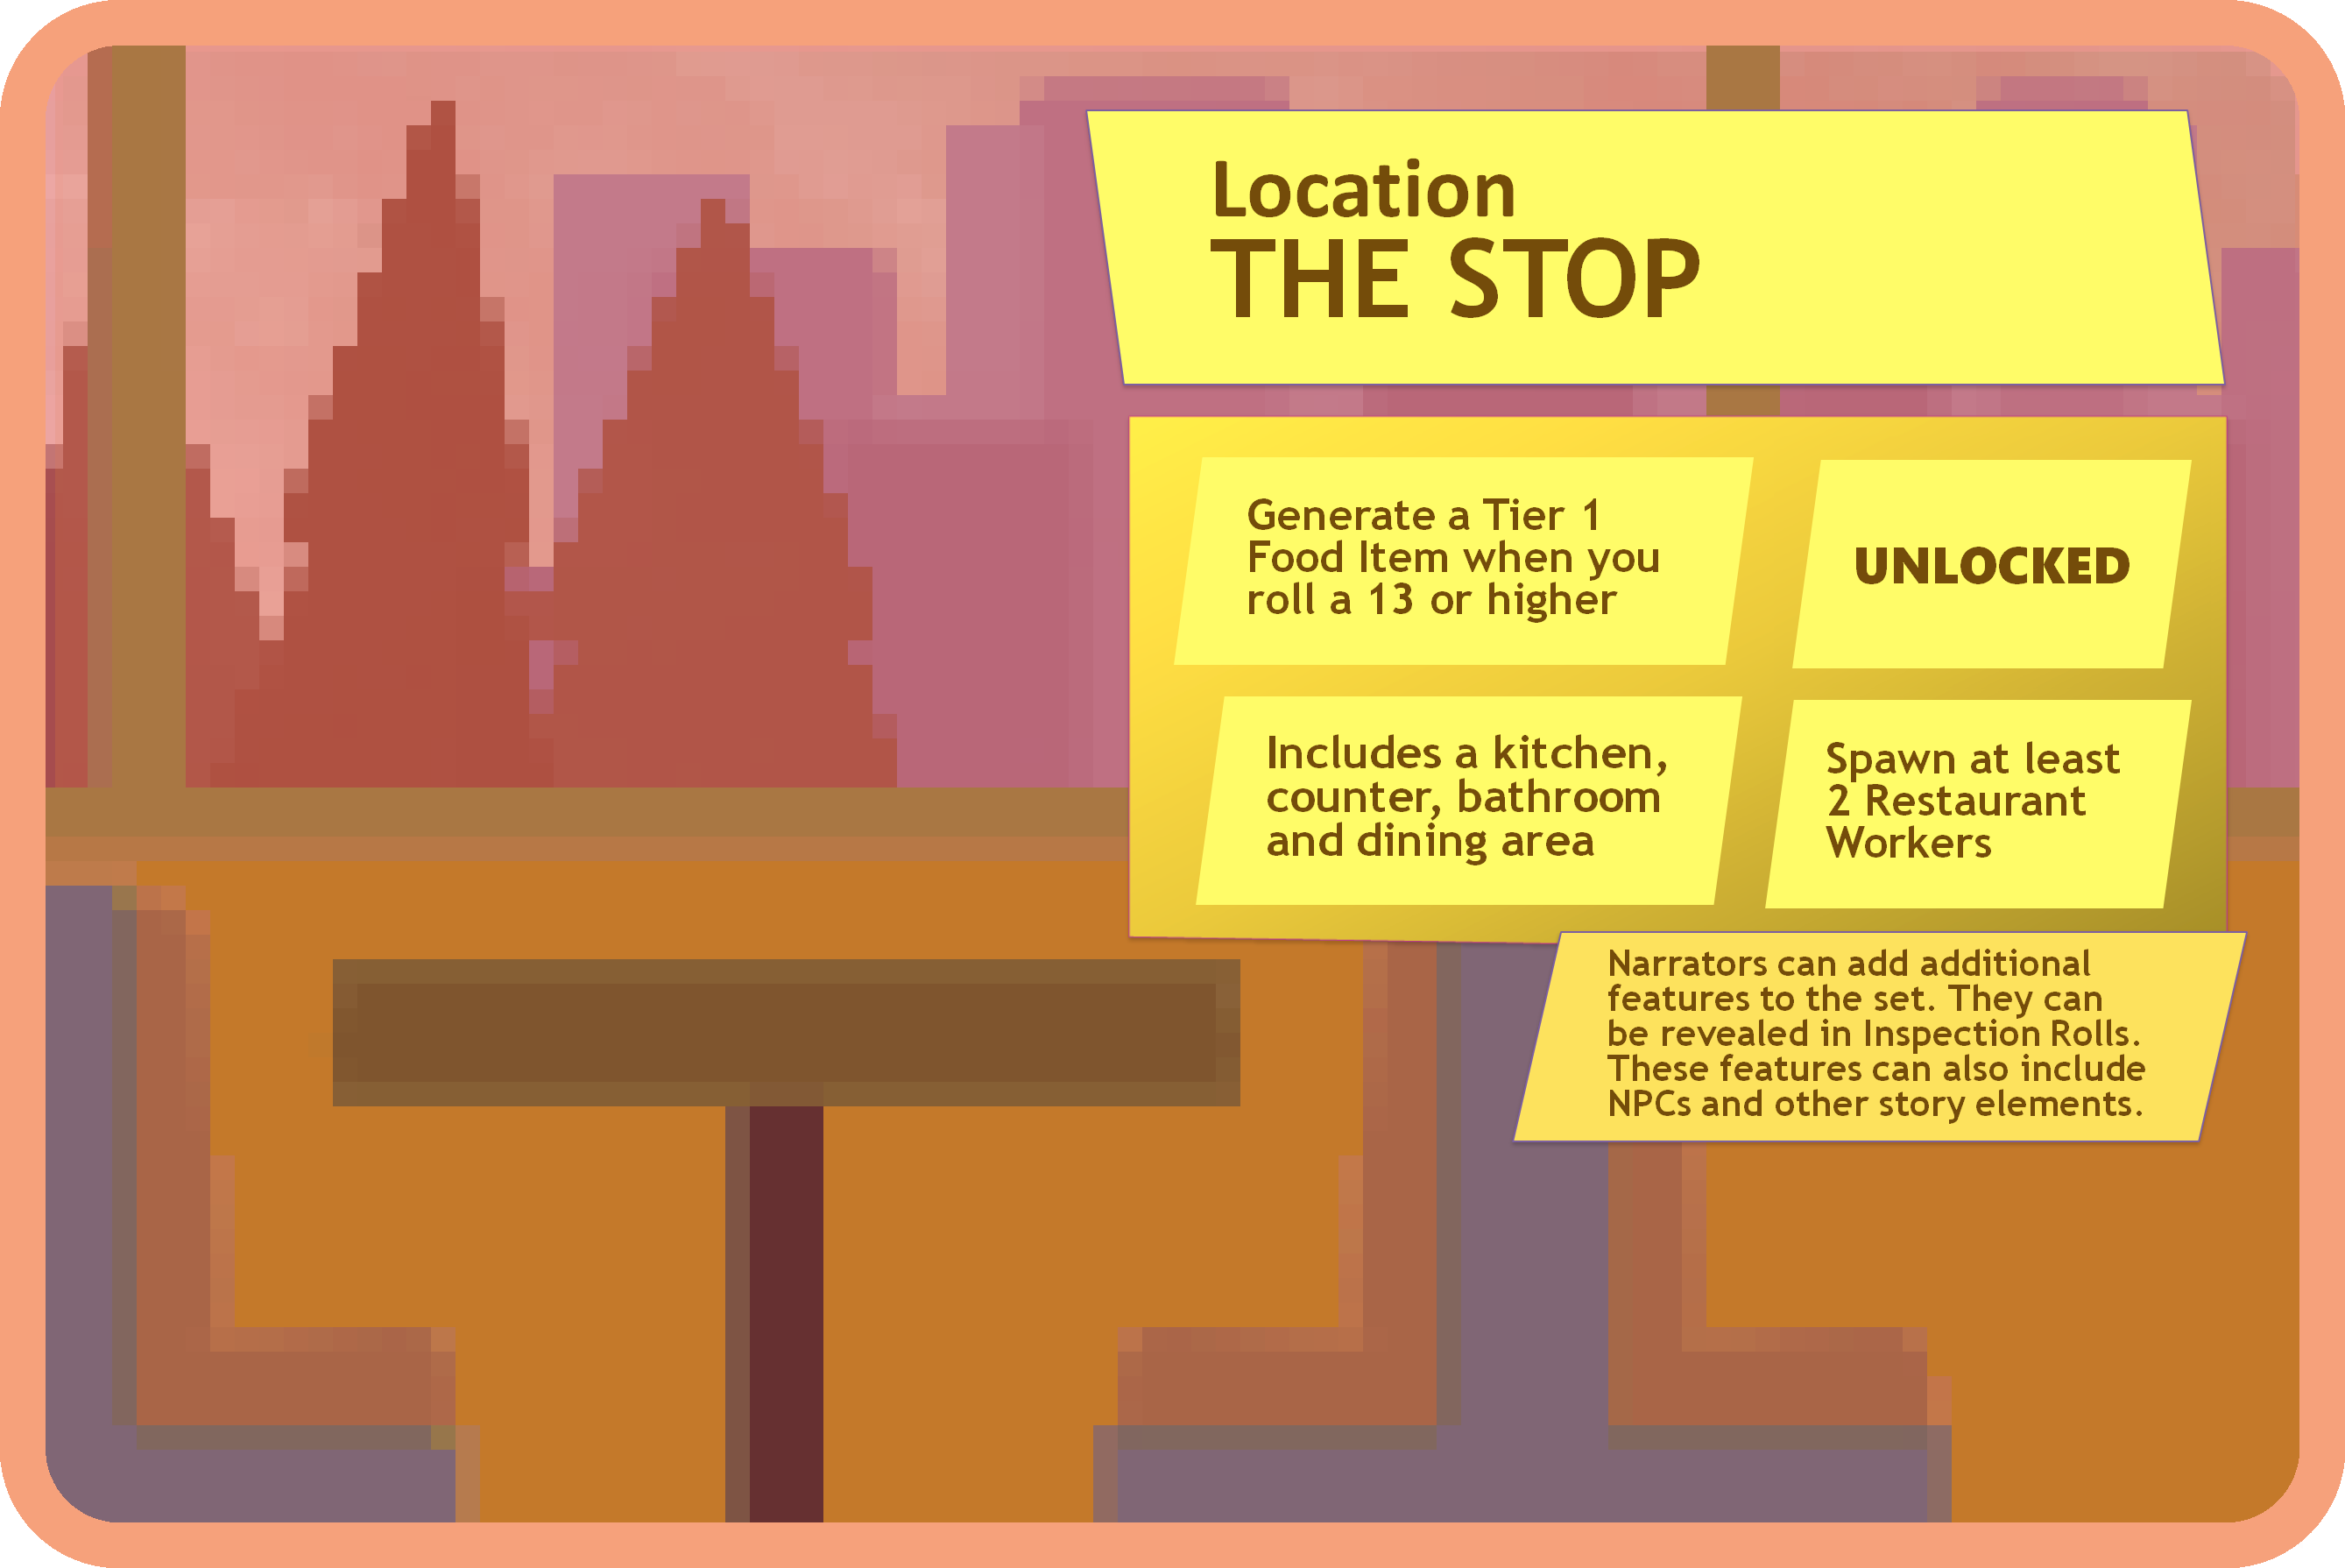 Location
THE STOP
Generate a Tier 1
Food Item when you
roll a 13 or higher
UNLOCKED
Includes a kitchen,
counter, bathroom
and dining area
Spawn at least
2 Restaurant
Workers
Narrators can add additional
features to the set. They can
be revealed in Inspection Rolls.
These features can also include
NPCs and other story elements.